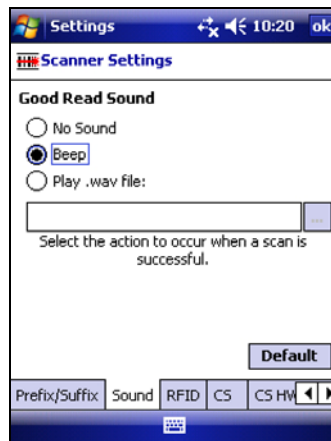 Settings 10:20 ok
Scanner Settings
Good Read Sound
No Sound
Beep
Play .wav file:
...
Select the action to occur when a scan is
successful.
Default
Prefix/Suffix Sound RFID CS CS HW